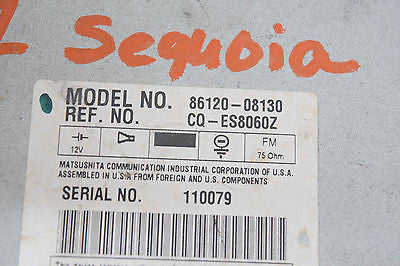 Sequoia
MODEL NO. 86120-08130
REF. NO. CQ-ES8060Z
12V
FM
75 Ohm
MATSUSHITA COMMUNICATION INDUSTRIAL CORPORATION OF U.S.A.
ASSEMBLED IN U.S.A FROM FOREIGN AND U.S. COMPONENTS
SERIAL NO. 110079